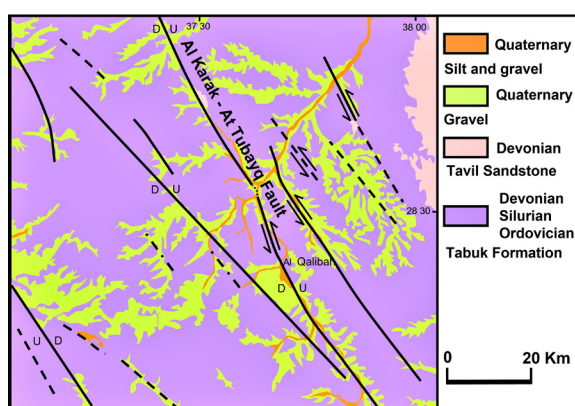 37 30
38 00
D U
Al Karak - At Tubayq Fault
D U
28 30
Al Qalibah
D U
U D
Quaternary
Silt and gravel
Quaternary
Gravel
Devonian
Tavil Sandstone
Devonian
Silurian
Ordovician
Tabuk Formation
0 20 Km